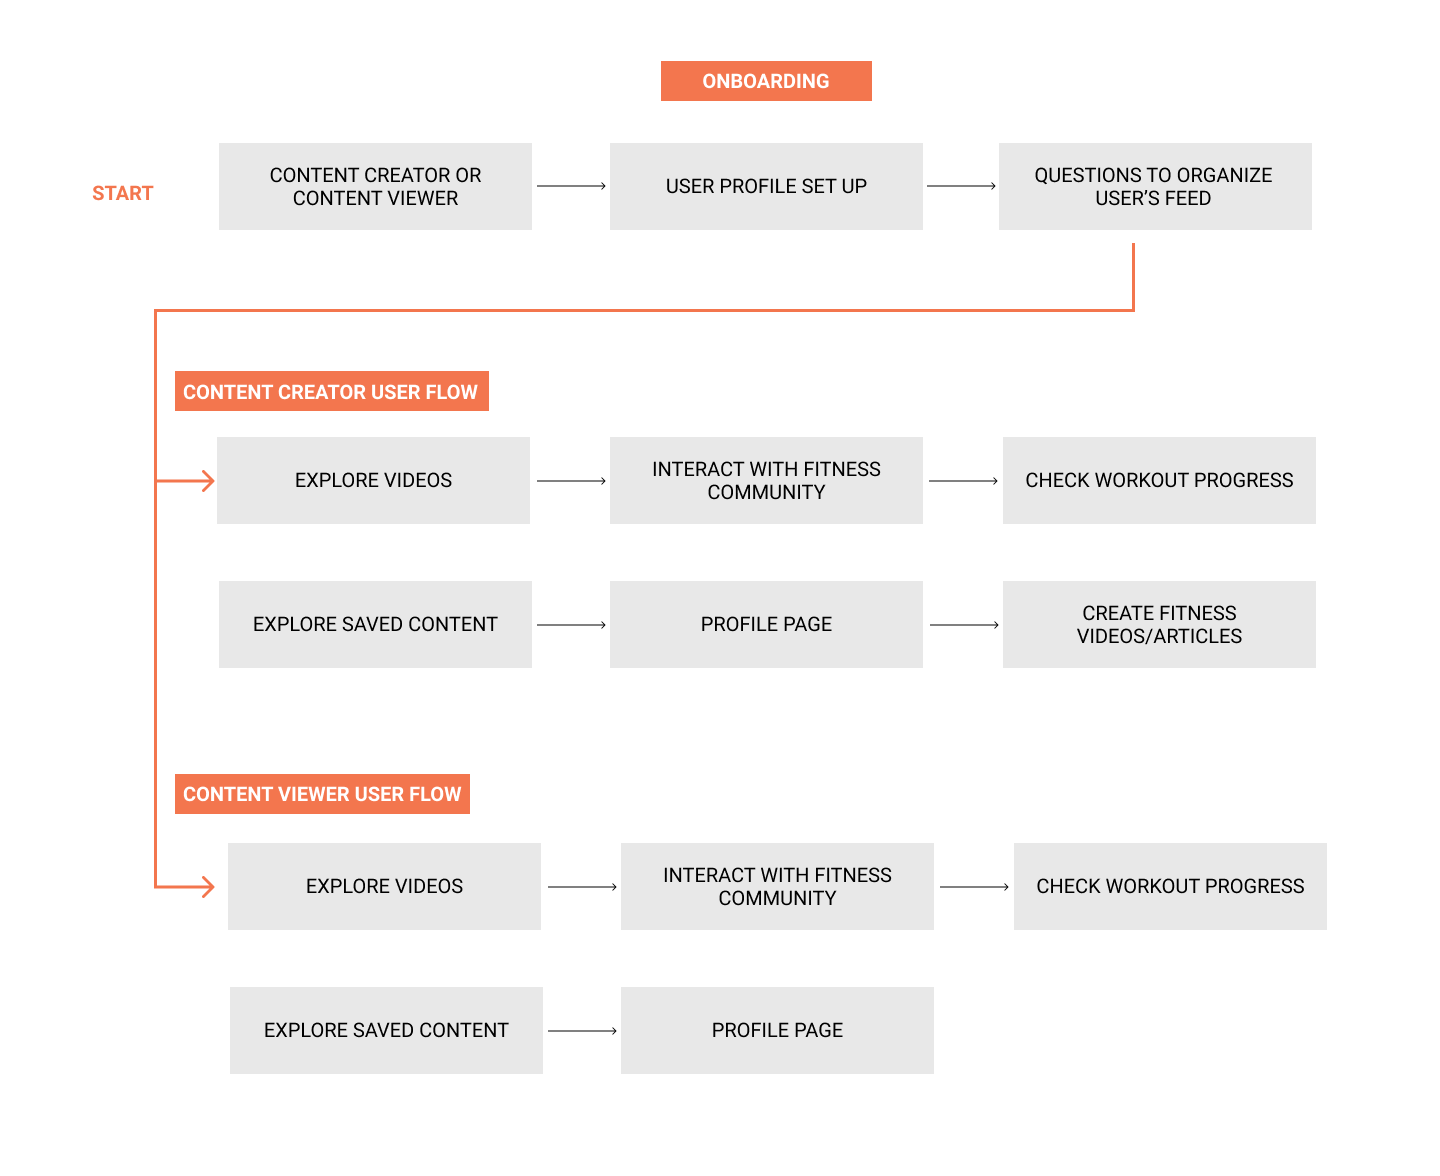 ONBOARDING
START
CONTENT CREATOR OR
CONTENT VIEWER
USER PROFILE SET UP
QUESTIONS TO ORGANIZE
USER’S FEED
CONTENT CREATOR USER FLOW
EXPLORE VIDEOS
INTERACT WITH FITNESS
COMMUNITY
CHECK WORKOUT PROGRESS
EXPLORE SAVED CONTENT
PROFILE PAGE
CREATE FITNESS
VIDEOS/ARTICLES
CONTENT VIEWER USER FLOW
EXPLORE VIDEOS
INTERACT WITH FITNESS
COMMUNITY
CHECK WORKOUT PROGRESS
EXPLORE SAVED CONTENT
PROFILE PAGE